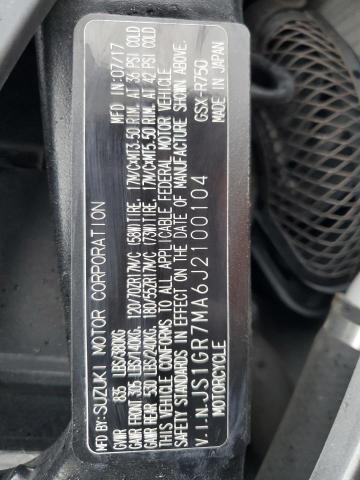 MFD BY:SUZUKI MOTOR CORPORATION MFD IN:07/17
GVWR 835 LBS/380KG
GAWR FRONT 305 LBS/140KG. 120/70ZR17M/C (58W)TIRE. 17M/C×MT3.50 RIM. AT 36 PSI COLD
GAWR REAR 530 LBS/240KG. 180/55ZR17M/C (73W)TIRE. 17M/C×MT5.50 RIM. AT 42 PSI COLD
THIS VEHICLE CONFORMS TO ALL APPLICABLE FEDERAL MOTOR VEHICLE
SAFETY STANDARDS IN EFFECT ON THE DATE OF MANUFACTURE SHOWN ABOVE.
V.I.N.JS1GR7MA6J2100104 GSX-R750
MOTORCYCLE MADE IN JAPAN